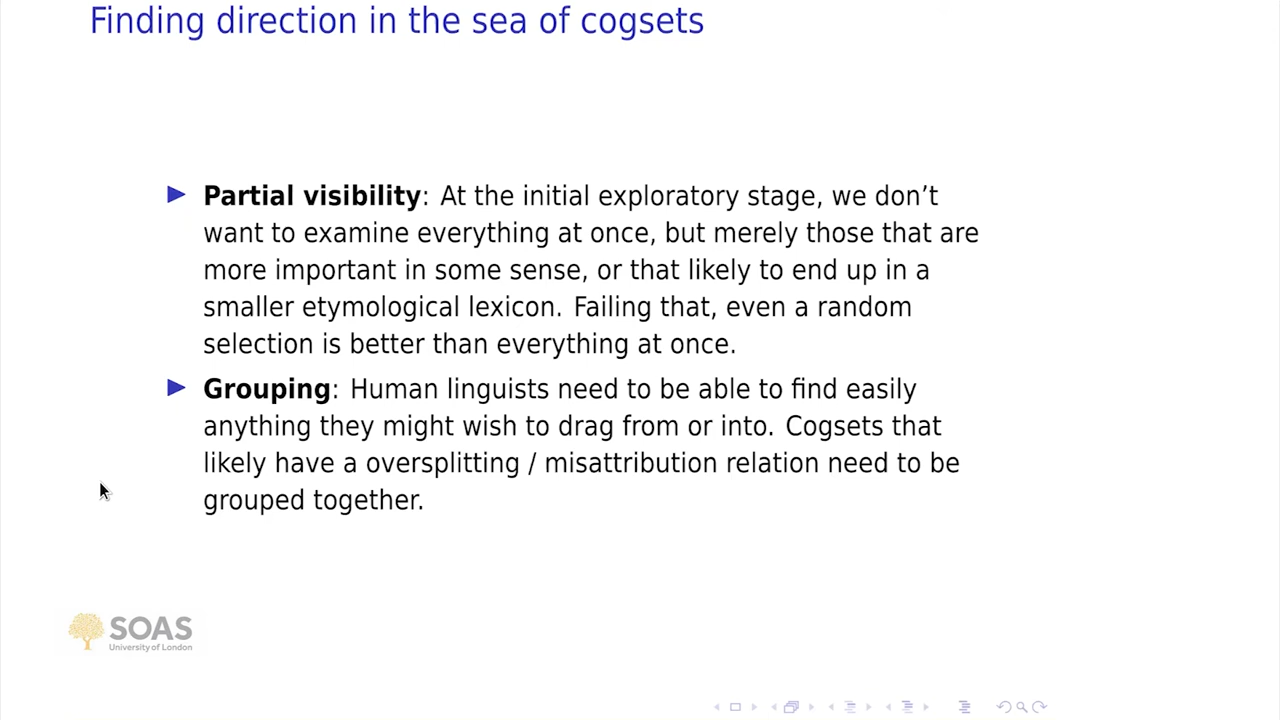 Finding direction in the sea of cogsets
Partial visibility: At the initial exploratory stage, we don’t
want to examine everything at once, but merely those that are
more important in some sense, or that likely to end up in a
smaller etymological lexicon. Failing that, even a random
selection is better than everything at once.
Grouping: Human linguists need to be able to find easily
anything they might wish to drag from or into. Cogsets that
likely have a oversplitting / misattribution relation need to be
grouped together.
SOAS
University of London